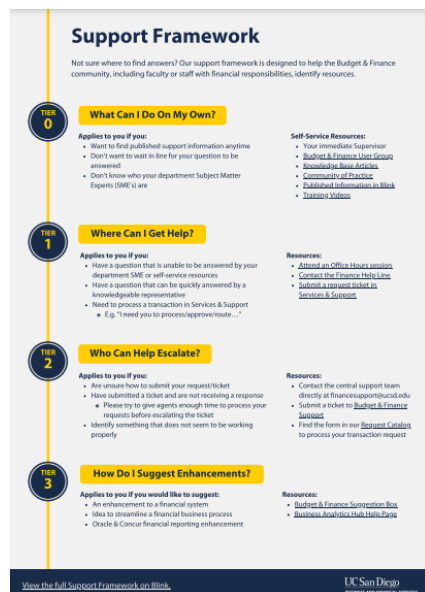 Support Framework
Not sure where to find answers? Our support framework is designed to help the Budget & Finance
community, including faculty or staff with financial responsibilities, identify resources.
TIER
0
What Can I Do On My Own?
Applies to you if you:
• Want to find published support information anytime
• Don't want to wait in line for your question to be
answered
• Don't know who your department Subject Matter
Experts (SME's) are
Self-Service Resources:
• Your immediate Supervisor
• Budget & Finance User Group
• Knowledge Base Articles
• Community of Practice
• Published Information in Blink
• Training Videos
TIER
1
Where Can I Get Help?
Applies to you if you:
• Have a question that is unable to be answered by your
department SME or self-service resources
• Have a question that can be quickly answered by a
knowledgeable representative
• Need to process a transaction in Services & Support
E.g. "I need you to process/approve/route..."
Resources:
• Attend an Office Hours session
• Contact the Finance Help Line
• Submit a request ticket in
Services & Support
TIER
2
Who Can Help Escalate?
Applies to you if you:
• Are unsure how to submit your request/ticket
• Have submitted a ticket and are not receiving a response
Please try to give agents enough time to process your
requests before escalating the ticket
• Identify something that does not seem to be working
properly
Resources:
• Contact the central support team
directly at financesupport@ucsd.edu
• Submit a ticket to Budget & Finance
Support
• Find the form in our Request Catalog
to process your transaction request
TIER
3
How Do I Suggest Enhancements?
Applies to you if you would like to suggest:
• An enhancement to a financial system
• Idea to streamline a financial business process
• Oracle & Concur financial reporting enhancement
Resources:
• Budget & Finance Suggestion Box
• Business Analytics Hub Help Page
View the full Support Framework on Blink.
UC San Diego